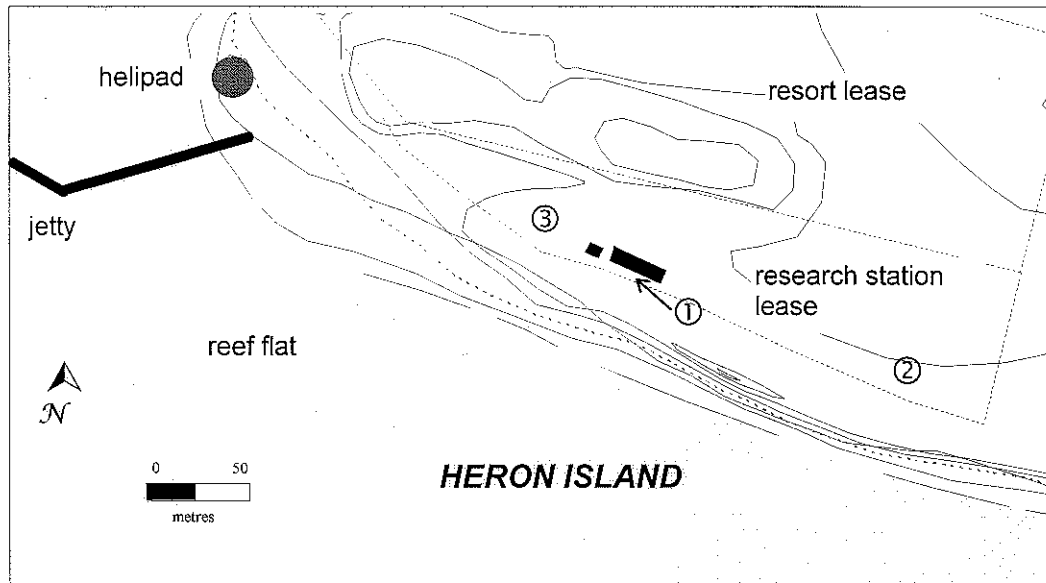 helipad
resort lease
jetty
③
research station
lease
①
reef flat
②
N
0 50
metres
HERON ISLAND